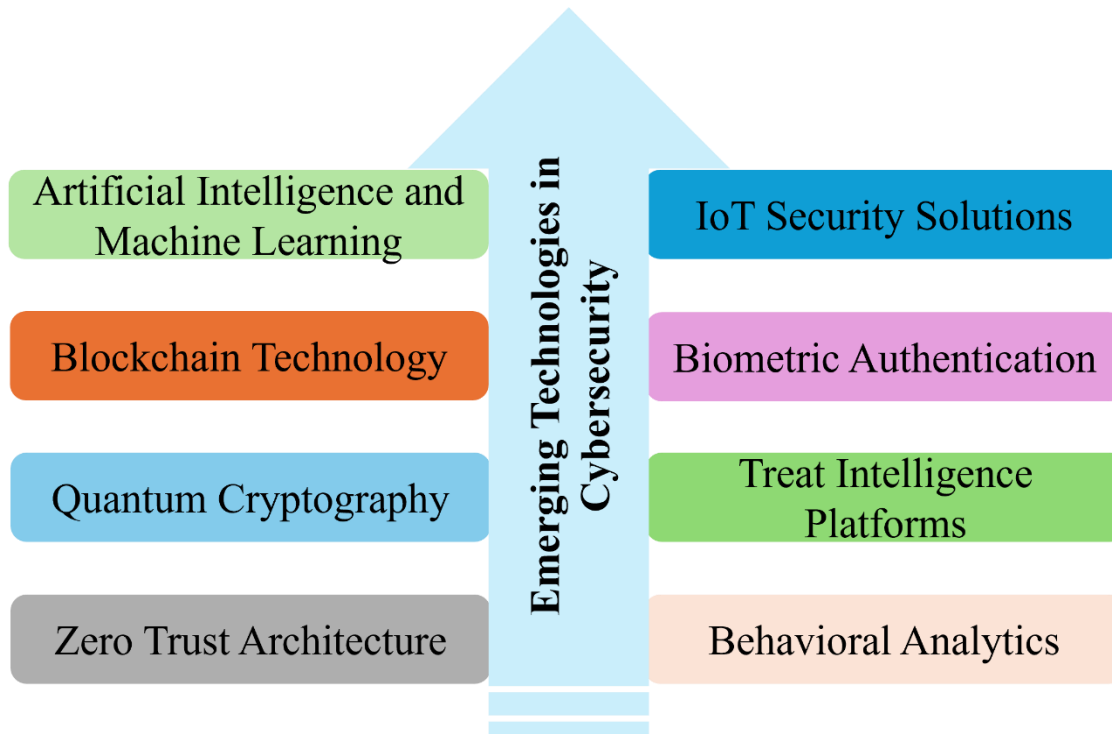 Artificial Intelligence and
Machine Learning
Blockchain Technology
Quantum Cryptography
Zero Trust Architecture
Emerging Technologies in
Cybersecurity
IoT Security Solutions
Biometric Authentication
Treat Intelligence
Platforms
Behavioral Analytics